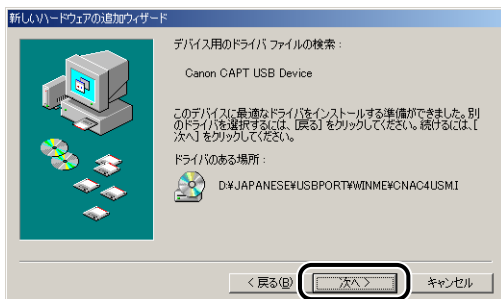 新しいハードウェアの追加ウィザード
デバイス用のドライバ ファイルの検索 :
Canon CAPT USB Device
このデバイスに最適なドライバをインストールする準備ができました。別
のドライバを選択するには、[戻る] をクリックしてください。続けるには、[
次へ] をクリックしてください。
ドライバのある場所 :
D:¥JAPANESE¥USBPORT¥WINME¥CNAC4USM.I
< 戻る(B)
次へ >
キャンセル